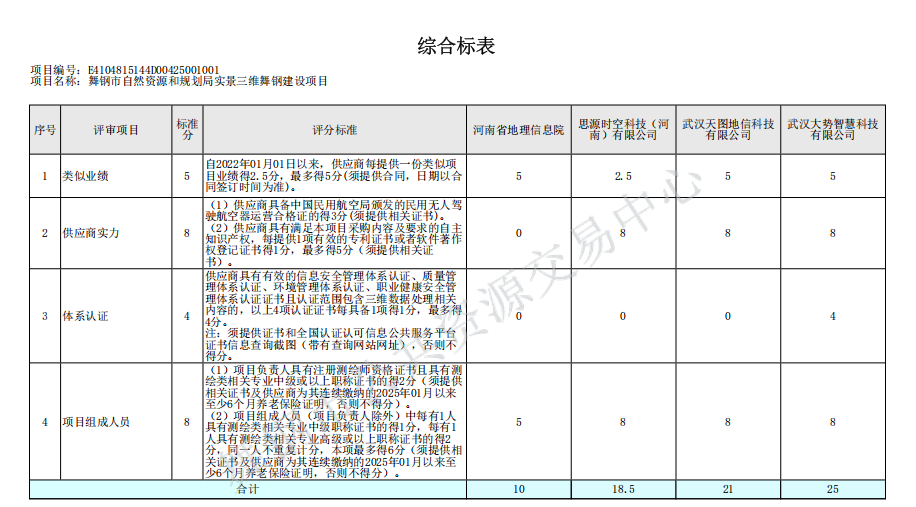 综合标表
项目编号：E4104815144D00425001001
项目名称：舞钢市自然资源和规划局实景三维舞钢建设项目
序号 评审项目 标准分 评分标准 河南省地理信息院 思源时空科技（河南）有限公司 武汉天图地信科技有限公司 武汉大势智慧科技有限公司
1 类似业绩 5
自2022年01月01日以来，供应商每提供一份类似项
目业绩得2.5分，最多得5分(须提供合同，日期以合
同签订时间为准)。
5 2.5 5 5
2 供应商实力 8
（1）供应商具备中国民用航空局颁发的民用无人驾
驶航空器运营合格证的得3分(须提供相关证书)。
（2）供应商具有满足本项目采购内容及要求的自主
知识产权，每提供1项有效的专利证书或者软件著作
权登记证书得1分，最多得5分（须提供相关证
书）。
0 8 8 8
3 体系认证 4
供应商具有有效的信息安全管理体系认证、质量管
理体系认证、环境管理体系认证、职业健康安全管
理体系认证证书且认证范围包含三维数据处理相关
内容的，以上4项认证证书每具备1项得1分，最多得
4分。
注：须提供证书和全国认证认可信息公共服务平台
证书信息查询截图（带有查询网站网址），否则不
得分。
0 0 0 4
4 项目组成人员 8
（1）项目负责人具有注册测绘师资格证书且具有测
绘类相关专业中级或以上职称证书的得2分（须提供
相关证书及供应商为其连续缴纳的2025年01月以来
至少6个月养老保险证明，否则不得分）。
（2）项目组成人员（项目负责人除外）中每有1人
具有测绘类相关专业中级职称证书的得1分，每有1
人具有测绘类相关专业高级或以上职称证书的得2
分，同一人不重复计分，本项最多得6分（须提供相
关证书及供应商为其连续缴纳的2025年01月以来至
少6个月养老保险证明，否则不得分）。
5 8 8 8
合计 10 18.5 21 25
资源交易中心